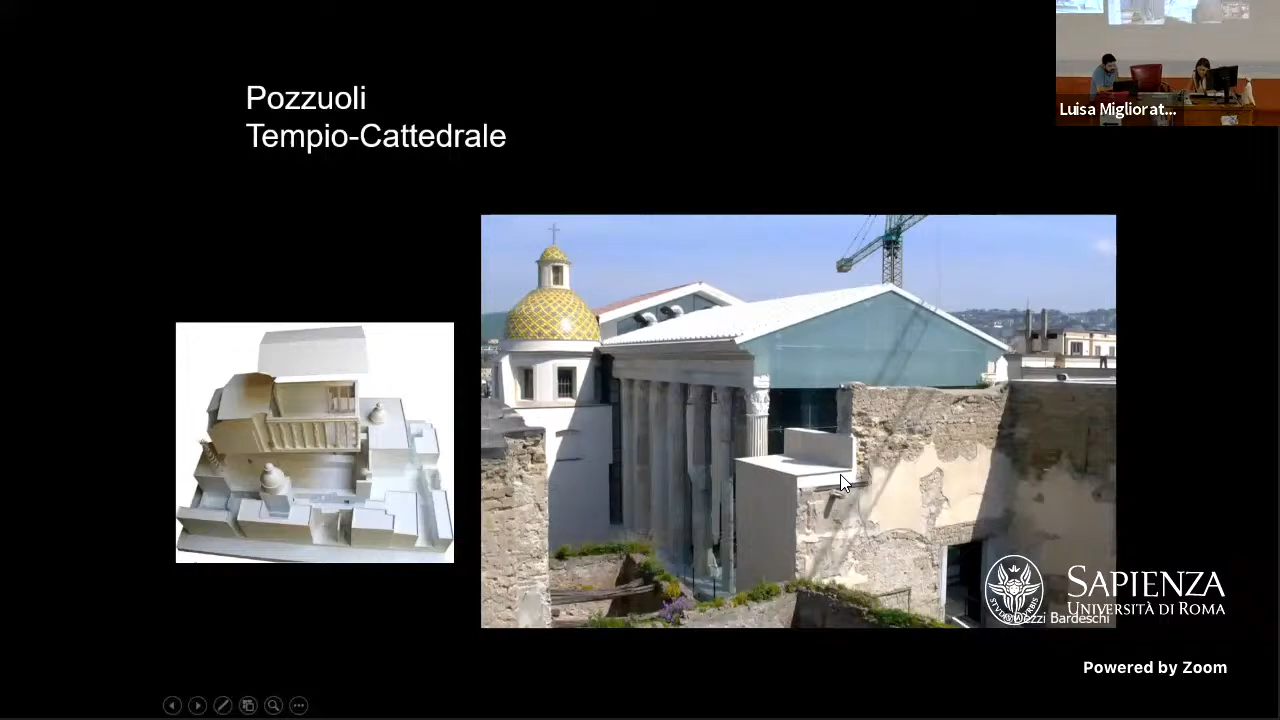 Pozzuoli
Tempio-Cattedrale
Luisa Migliorat...
SAPIENZA
UNIVERSITÀ DI ROMA
Bardeschi
Powered by Zoom